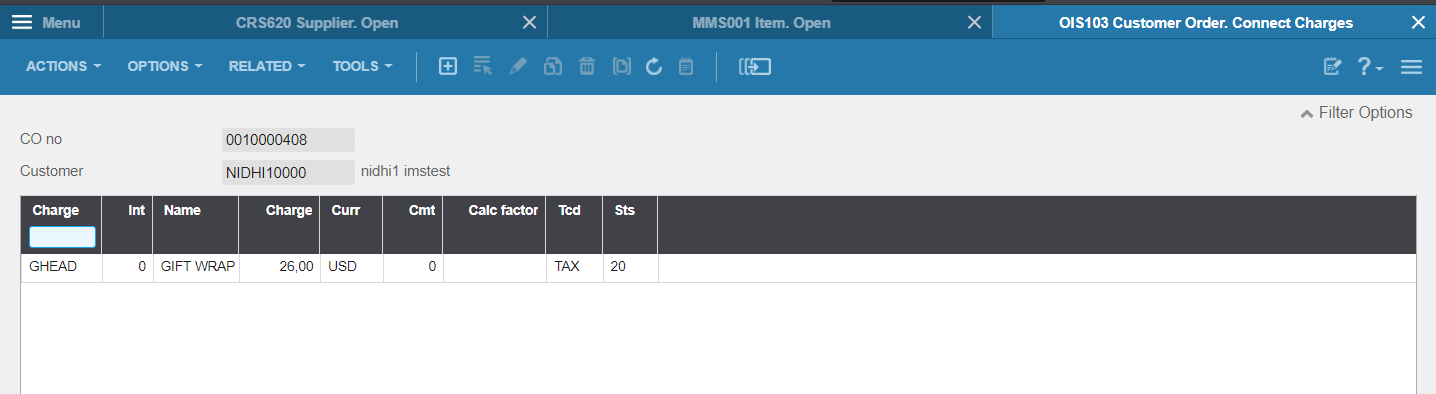 Menu CRS620 Supplier. Open MMS001 Item. Open OIS103 Customer Order. Connect Charges
ACTIONS OPTIONS RELATED TOOLS ?
Filter Options
CO no 0010000408
Customer NIDHI10000 nidhi1 imstest
Charge Int Name Charge Curr Cmt Calc factor Tcd Sts
GHEAD 0 GIFT WRAP 26,00 USD 0 TAX 20